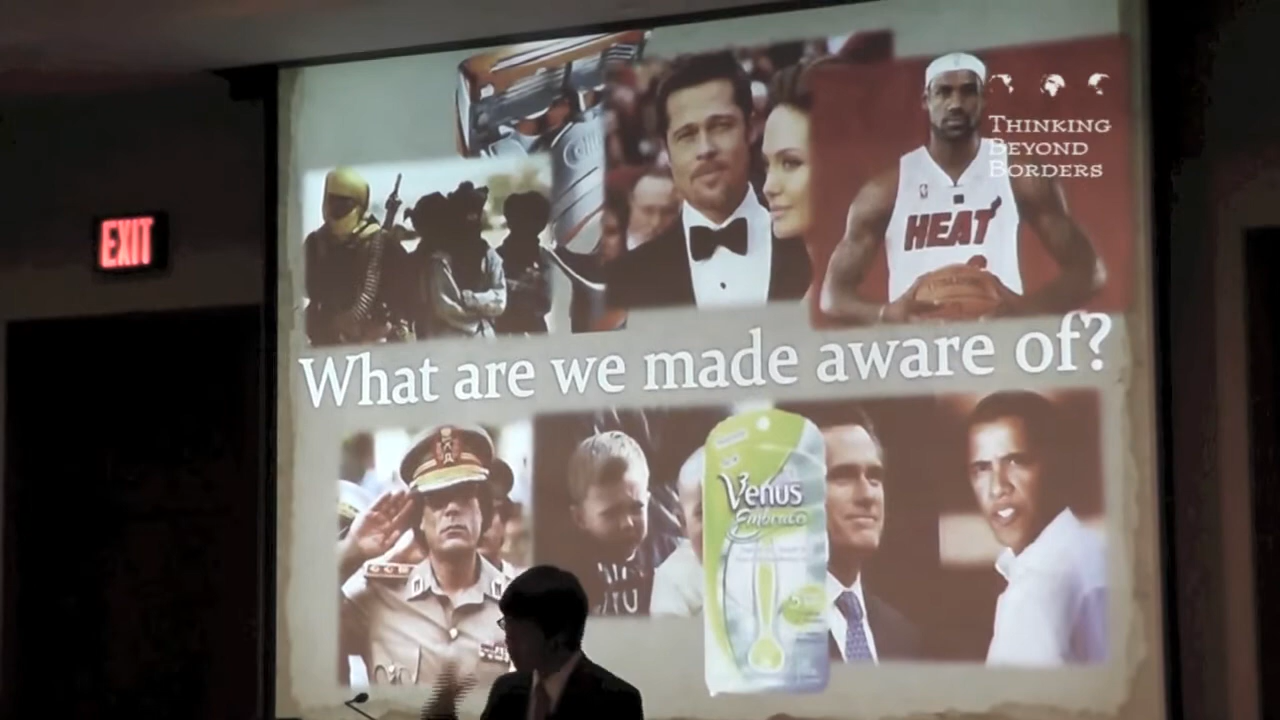 EXIT
THINKING
BEYOND
BORDERS
HEAT
What are we made aware of?
Venus
Embrace